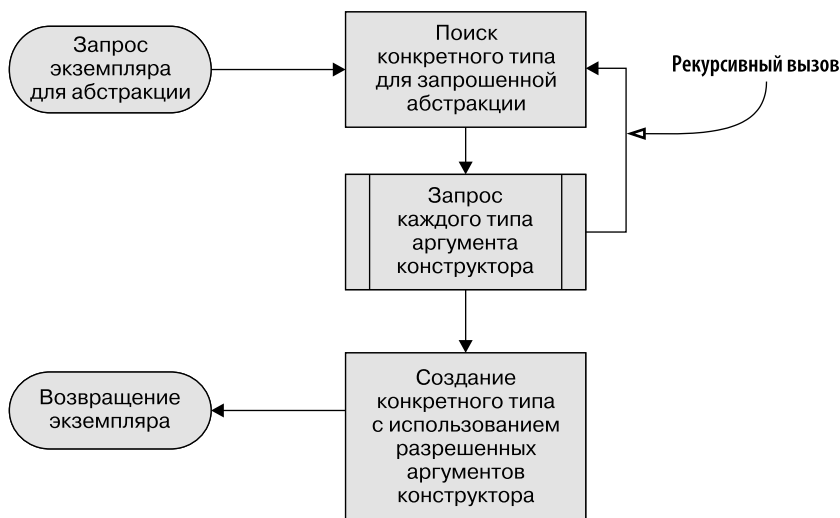 Запрос
экземпляра
для абстракции
Поиск
конкретного типа
для запрошенной
абстракции
Рекурсивный вызов
Запрос
каждого типа
аргумента
конструктора
Возвращение
экземпляра
Создание
конкретного типа
с использованием
разрешенных
аргументов
конструктора